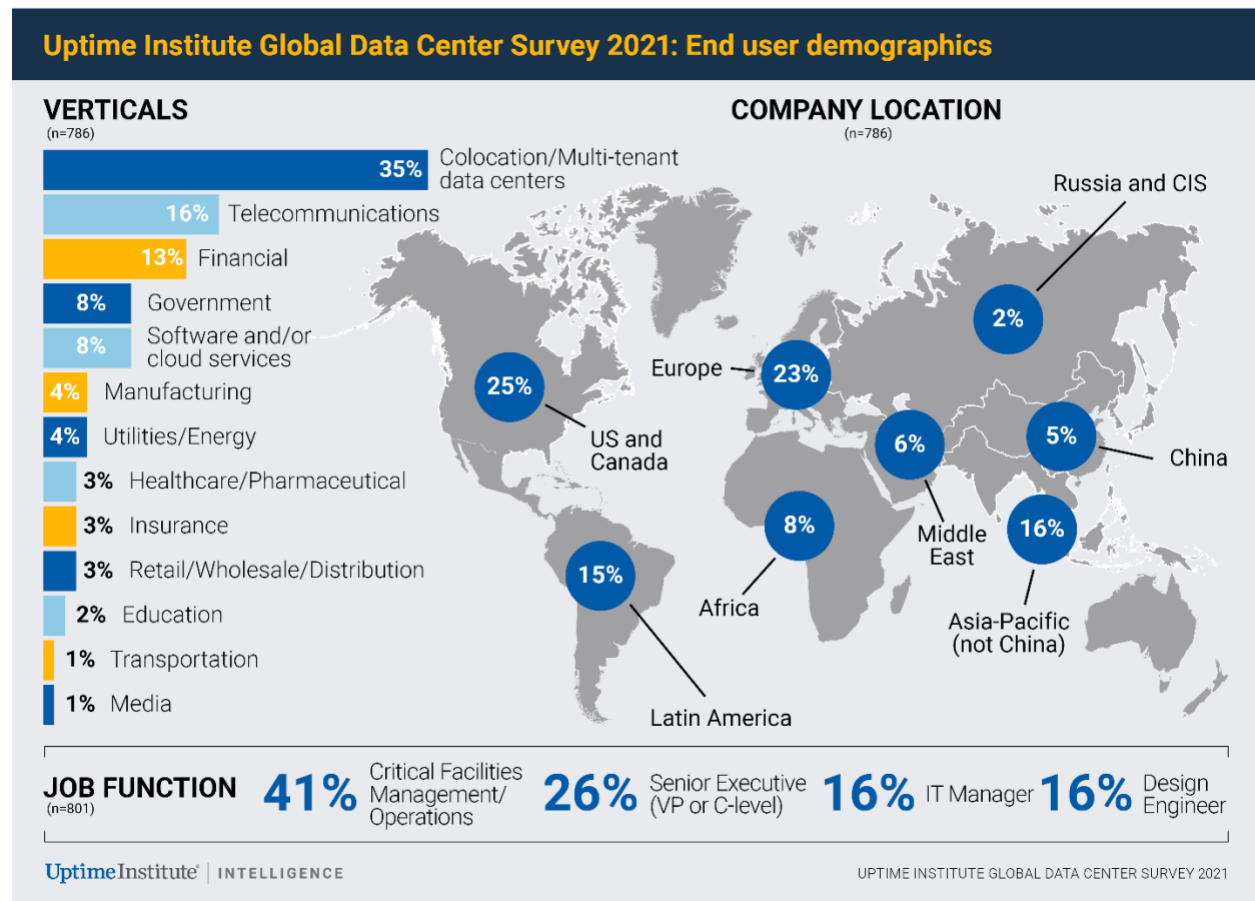 Uptime Institute Global Data Center Survey 2021: End user demographics
VERTICALS
(n=786)
35% Colocation/Multi-tenant
data centers
16% Telecommunications
13% Financial
8% Government
8% Software and/or
cloud services
4% Manufacturing
4% Utilities/Energy
3% Healthcare/Pharmaceutical
3% Insurance
3% Retail/Wholesale/Distribution
2% Education
1% Transportation
1% Media
COMPANY LOCATION
(n=786)
Russia and CIS
2%
Europe
23%
25%
US and
Canada
6%
Middle
East
5%
China
8%
Africa
16%
Asia-Pacific
(not China)
15%
Latin America
JOB FUNCTION
(n=801)
41%
Critical Facilities
Management/
Operations
26%
Senior Executive
(VP or C-level)
16%
IT Manager
16%
Design
Engineer
UptimeInstitute® | INTELLIGENCE
UPTIME INSTITUTE GLOBAL DATA CENTER SURVEY 2021